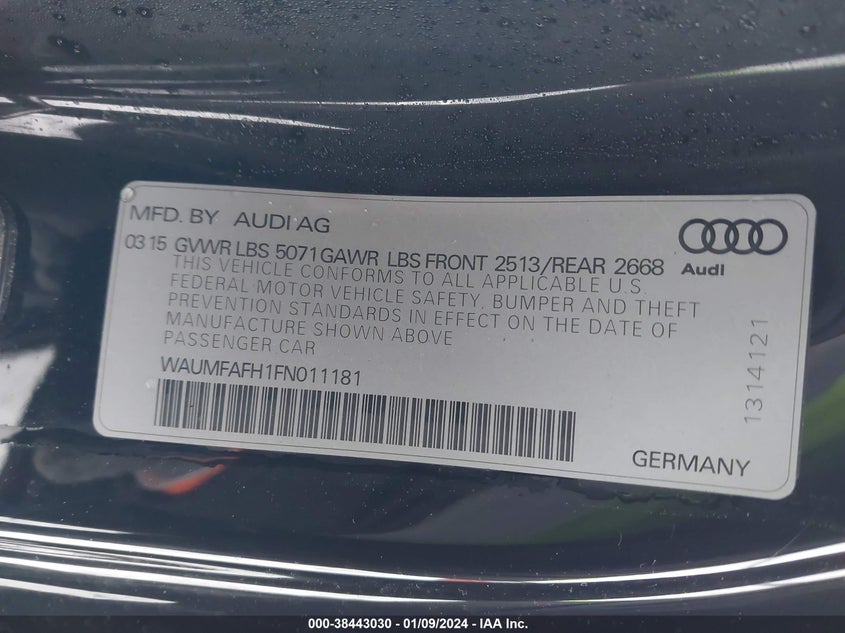 MFD. BY AUDI AG
03 15 GVWR LBS 5071 GAWR LBS FRONT 2513/REAR 2668
THIS VEHICLE CONFORMS TO ALL APPLICABLE U.S.
FEDERAL MOTOR VEHICLE SAFETY, BUMPER AND THEFT
PREVENTION STANDARDS IN EFFECT ON THE DATE OF
MANUFACTURE SHOWN ABOVE
PASSENGER CAR
WAUMFAFH1FN011181
Audi
1314121
GERMANY
000-38443030 - 01/09/2024 - IAA Inc.